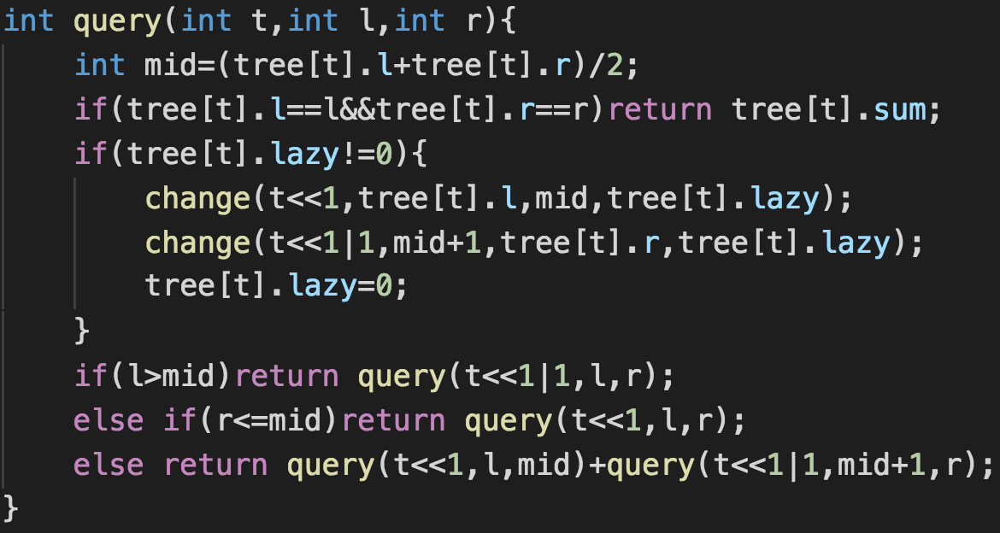 int query(int t,int l,int r){
    int mid=(tree[t].l+tree[t].r)/2;
    if(tree[t].l==l&&tree[t].r==r)return tree[t].sum;
    if(tree[t].lazy!=0){
        change(t<<1,tree[t].l,mid,tree[t].lazy);
        change(t<<1|1,mid+1,tree[t].r,tree[t].lazy);
        tree[t].lazy=0;
    }
    if(l>mid)return query(t<<1|1,l,r);
    else if(r<=mid)return query(t<<1,l,r);
    else return query(t<<1,l,mid)+query(t<<1|1,mid+1,r);
}